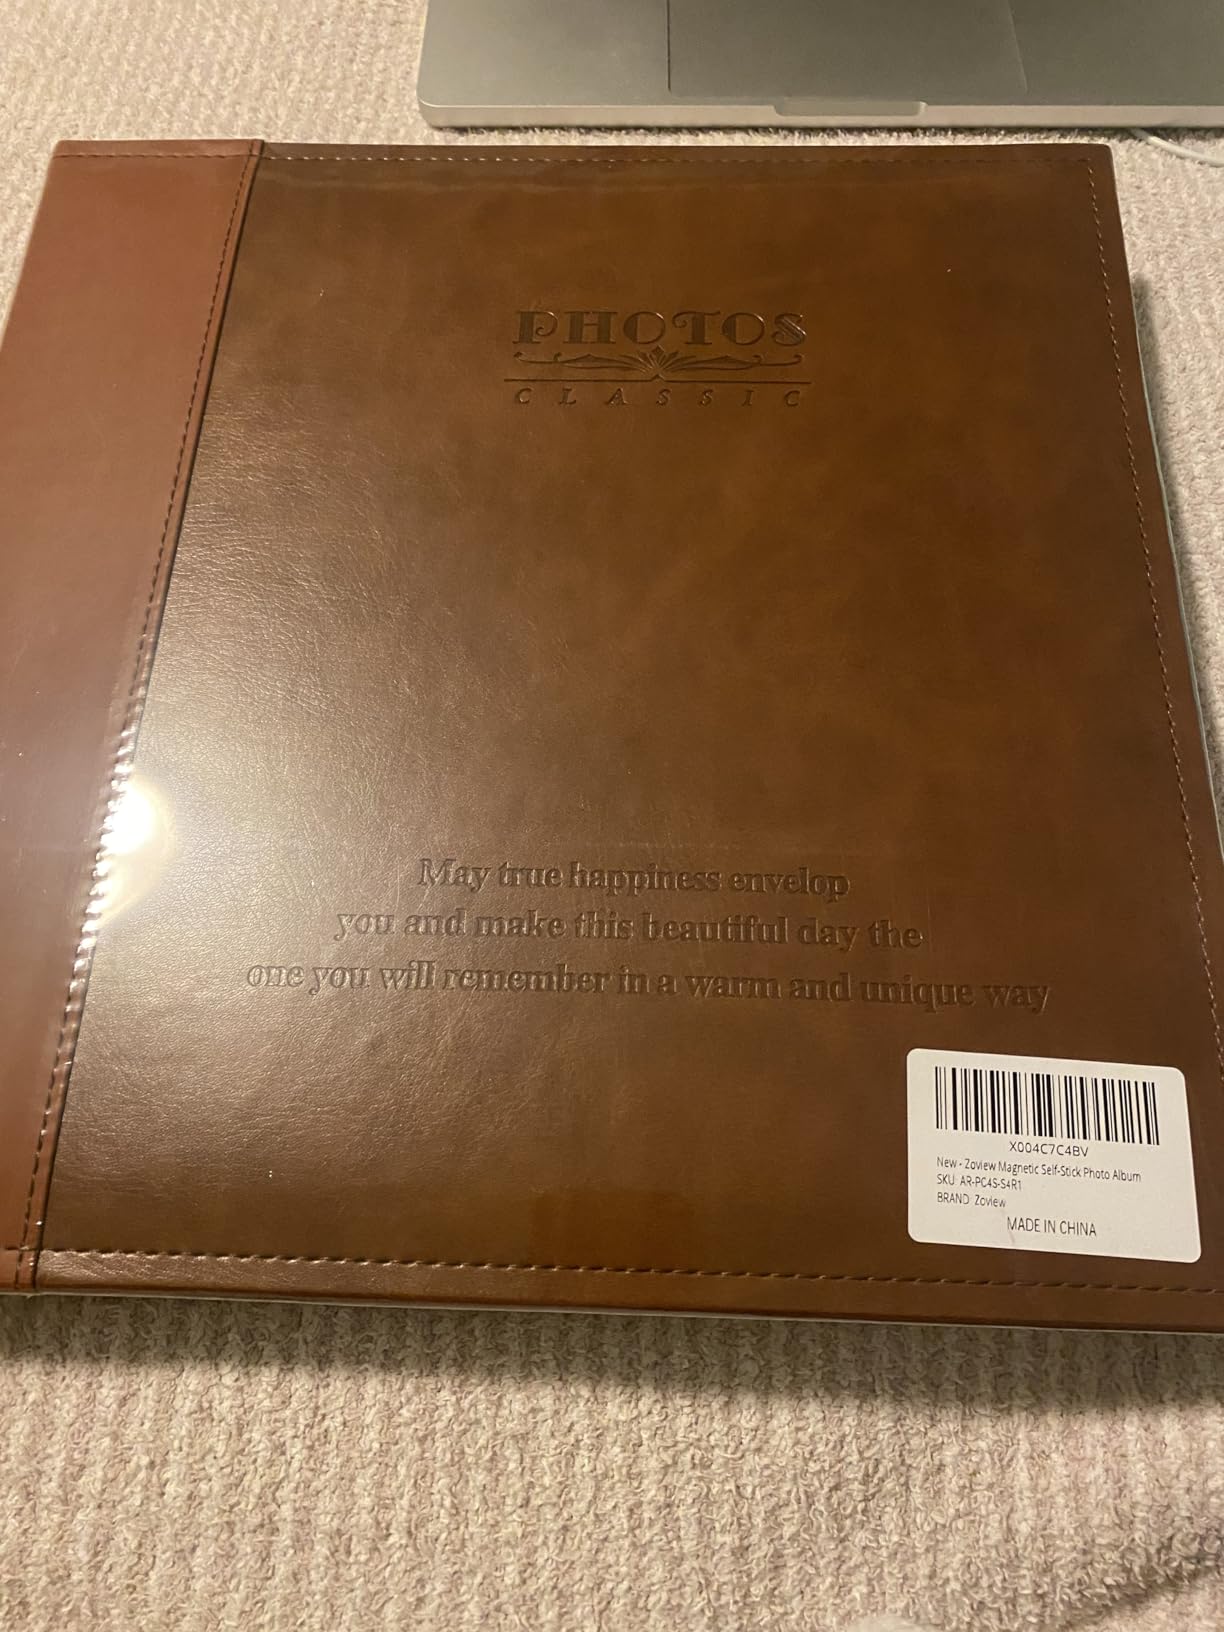 PHOTOS
CLASSIC
May true happiness envelop
you and make this beautiful day the
one you will remember in a warm and unique way
X004C7C4BV
New - Zoview Magnetic Self-Stick Photo Album
SKU AR-PC4S-S4R1
BRAND Zoview
MADE IN CHINA